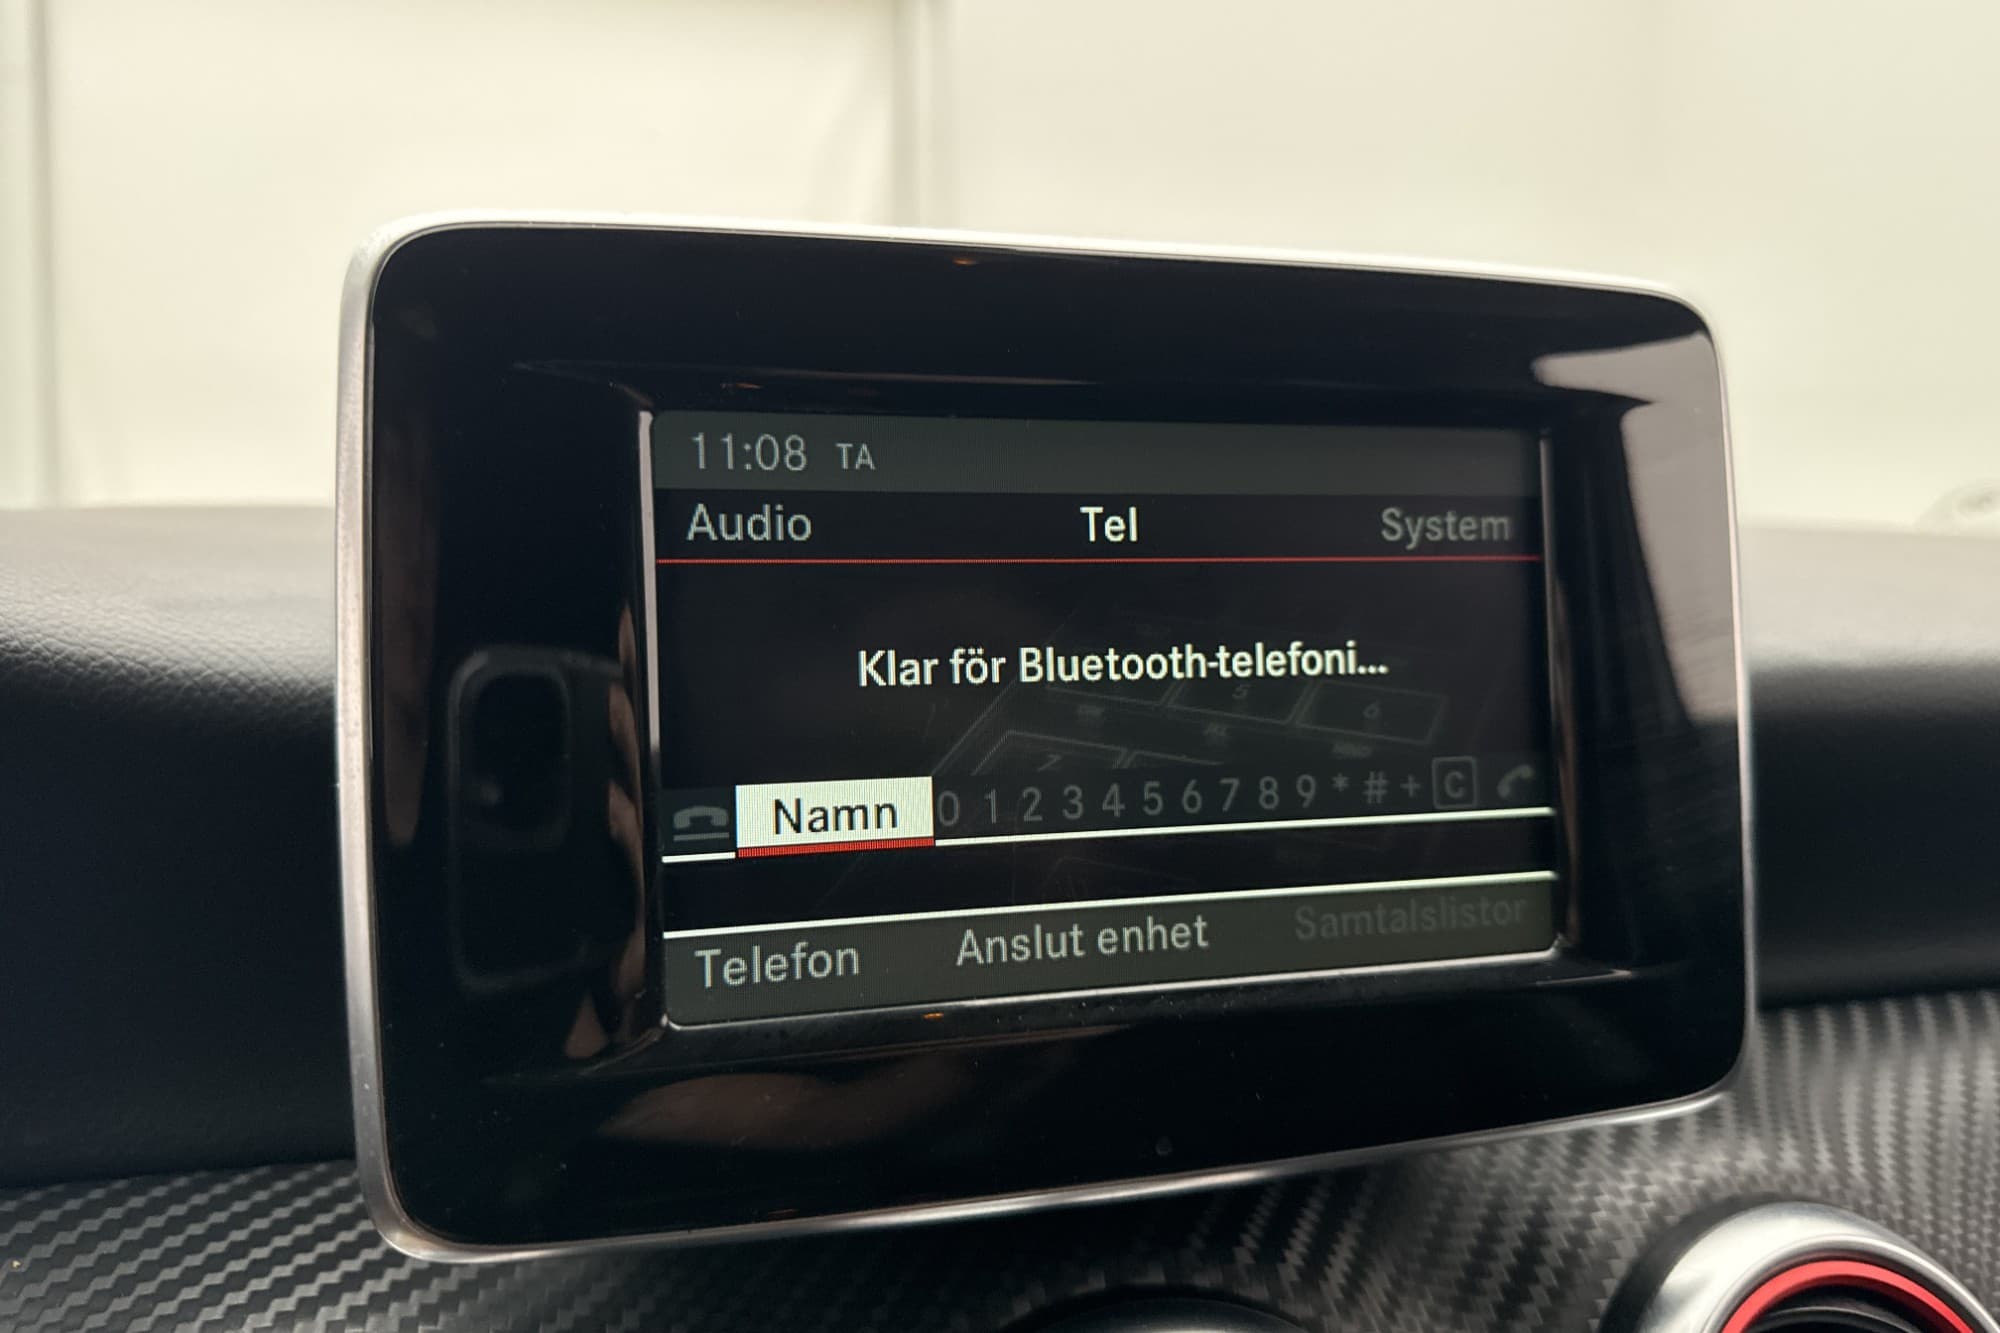 11:08 TA
Audio Tel System
Klar för Bluetooth-telefoni...
Namn 0 1 2 3 4 5 6 7 8 9 * # + C
Telefon Anslut enhet Samtalslistor